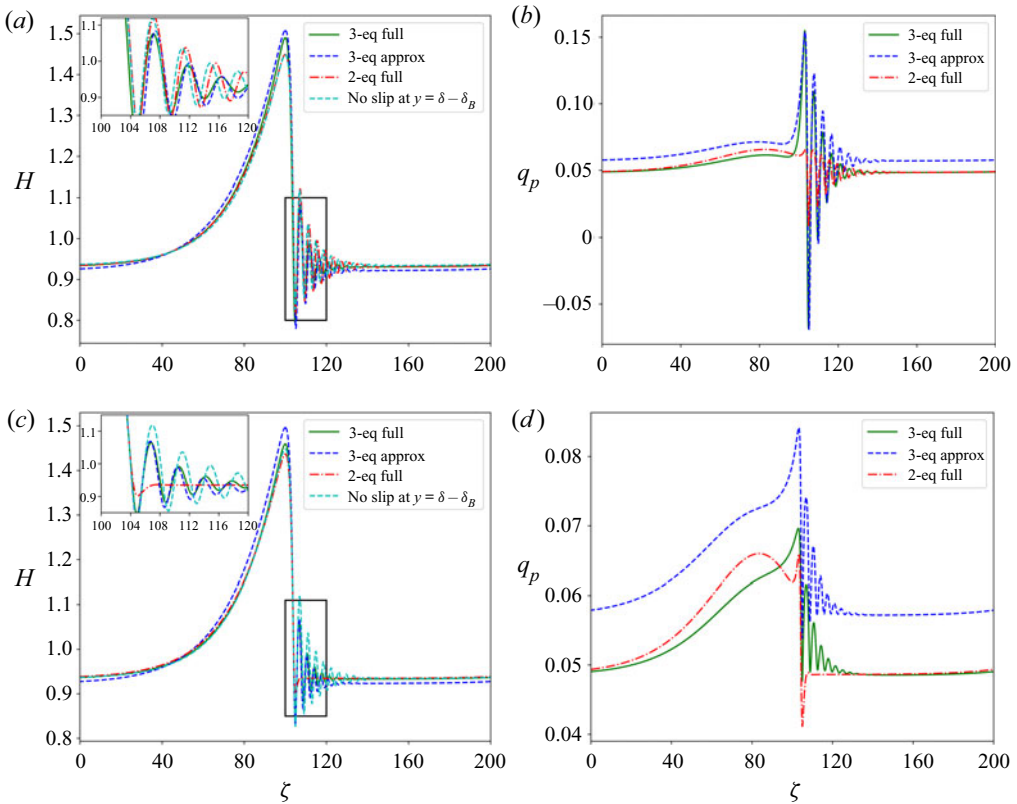 (a)
1.5
1.4
1.3
1.2
1.1
1.0
0.9
0.8
H
0 40 80 120 160 200
1.1
1.0
0.9
100 104 108 112 116 120
3-eq full
3-eq approx
2-eq full
No slip at y = δ – δ_B
(b)
0.15
0.10
0.05
0
–0.05
q_p
0 40 80 120 160 200
3-eq full
3-eq approx
2-eq full
(c)
1.5
1.4
1.3
1.2
1.1
1.0
0.9
0.8
H
0 40 80 120 160 200
ζ
1.1
1.0
0.9
100 104 108 112 116 120
3-eq full
3-eq approx
2-eq full
No slip at y = δ – δ_B
(d)
0.08
0.07
0.06
0.05
0.04
q_p
0 40 80 120 160 200
ζ
3-eq full
3-eq approx
2-eq full